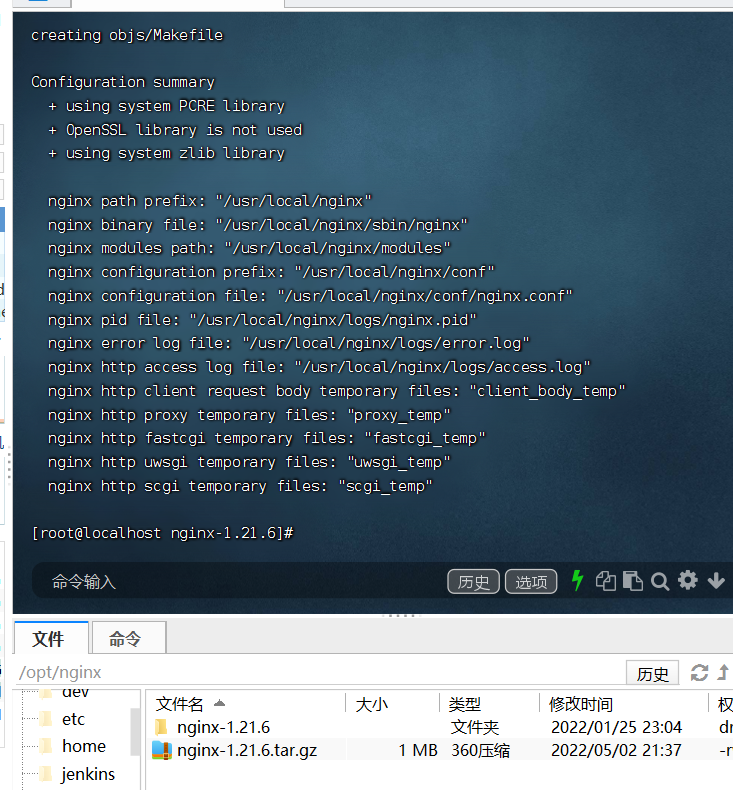 creating objs/Makefile
Configuration summary
+ using system PCRE library
+ OpenSSL library is not used
+ using system zlib library
nginx path prefix: "/usr/local/nginx"
nginx binary file: "/usr/local/nginx/sbin/nginx"
nginx modules path: "/usr/local/nginx/modules"
nginx configuration prefix: "/usr/local/nginx/conf"
nginx configuration file: "/usr/local/nginx/conf/nginx.conf"
nginx pid file: "/usr/local/nginx/logs/nginx.pid"
nginx error log file: "/usr/local/nginx/logs/error.log"
nginx http access log file: "/usr/local/nginx/logs/access.log"
nginx http client request body temporary files: "client_body_temp"
nginx http proxy temporary files: "proxy_temp"
nginx http fastcgi temporary files: "fastcgi_temp"
nginx http uwsgi temporary files: "uwsgi_temp"
nginx http scgi temporary files: "scgi_temp"
[root@localhost nginx-1.21.6]#
命令输入 历史 选项
文件 命令
/opt/nginx 历史
dev
etc
home
jenkins
文件名 大小 类型 修改时间 权
nginx-1.21.6 文件夹 2022/01/25 23:04 dr
nginx-1.21.6.tar.gz 1 MB 360压缩 2022/05/02 21:37